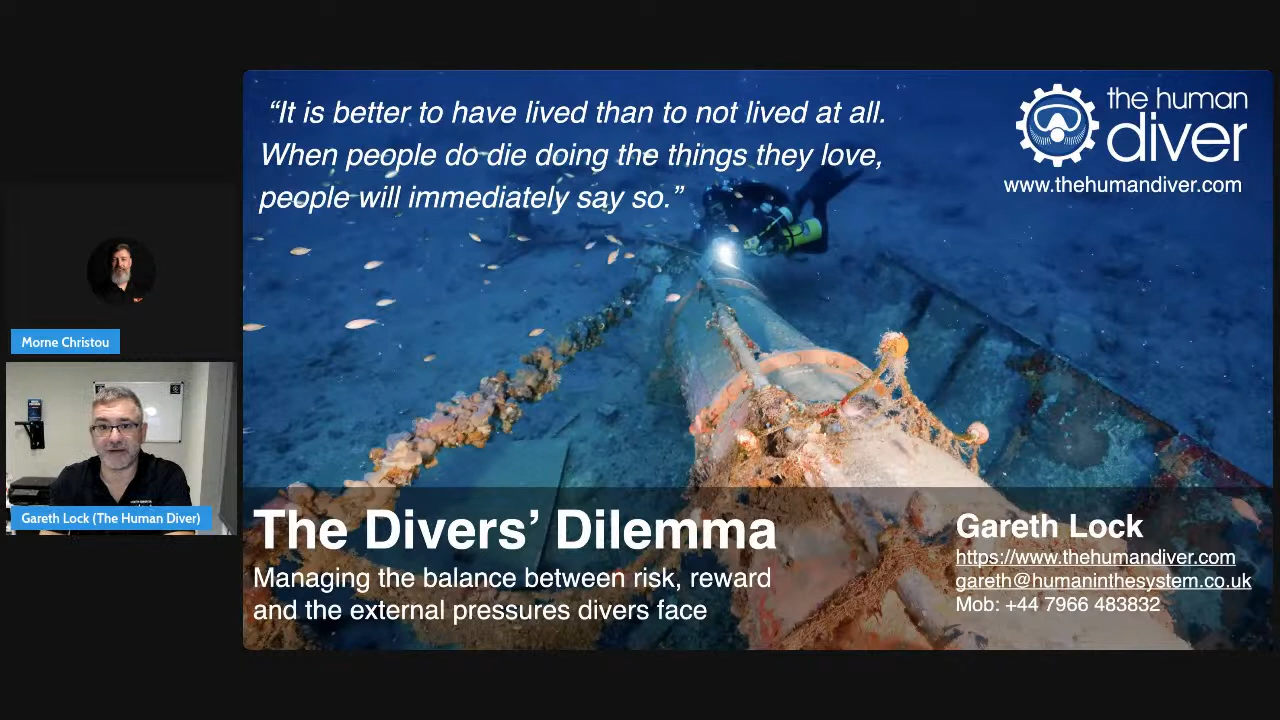 “It is better to have lived than to not lived at all.
When people do die doing the things they love,
people will immediately say so.”
the human
diver
www.thehumandiver.com
Morne Christou
Gareth Lock (The Human Diver)
The Divers’ Dilemma
Managing the balance between risk, reward
and the external pressures divers face
Gareth Lock
https://www.thehumandiver.com
gareth@humaninthesystem.co.uk
Mob: +44 7966 483832